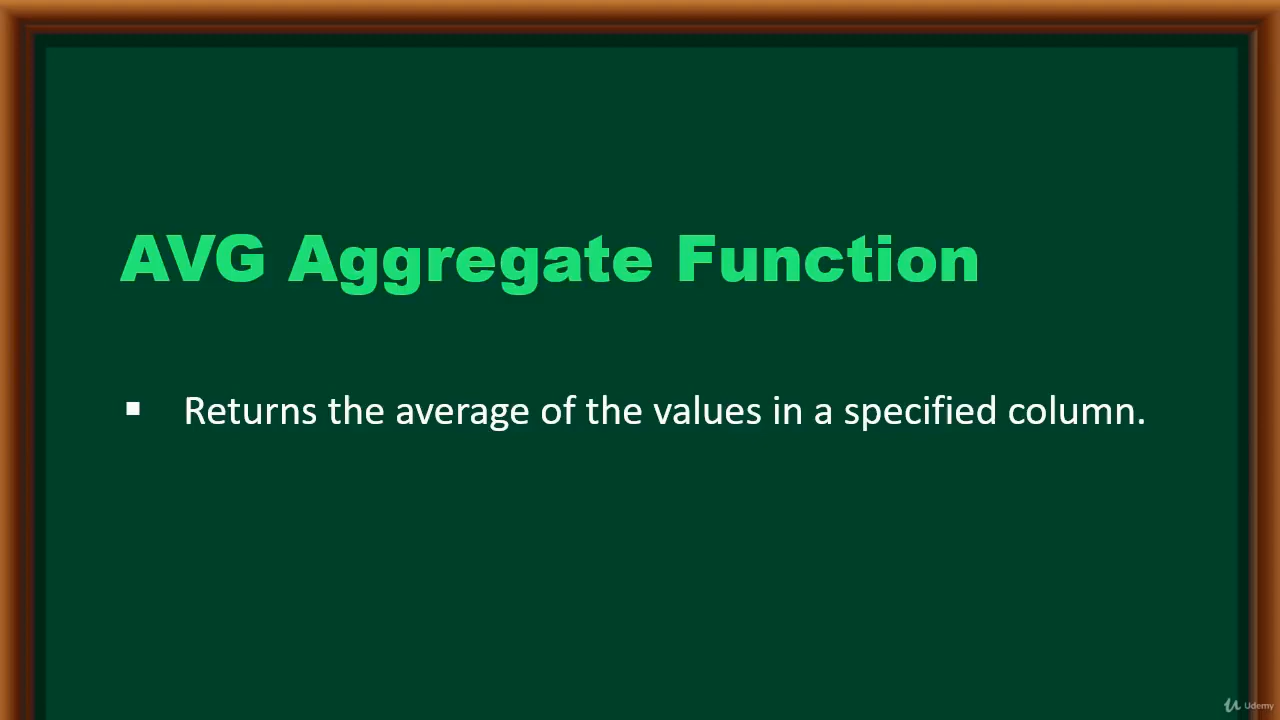 AVG Aggregate Function
▪ Returns the average of the values in a specified column.
Udemy